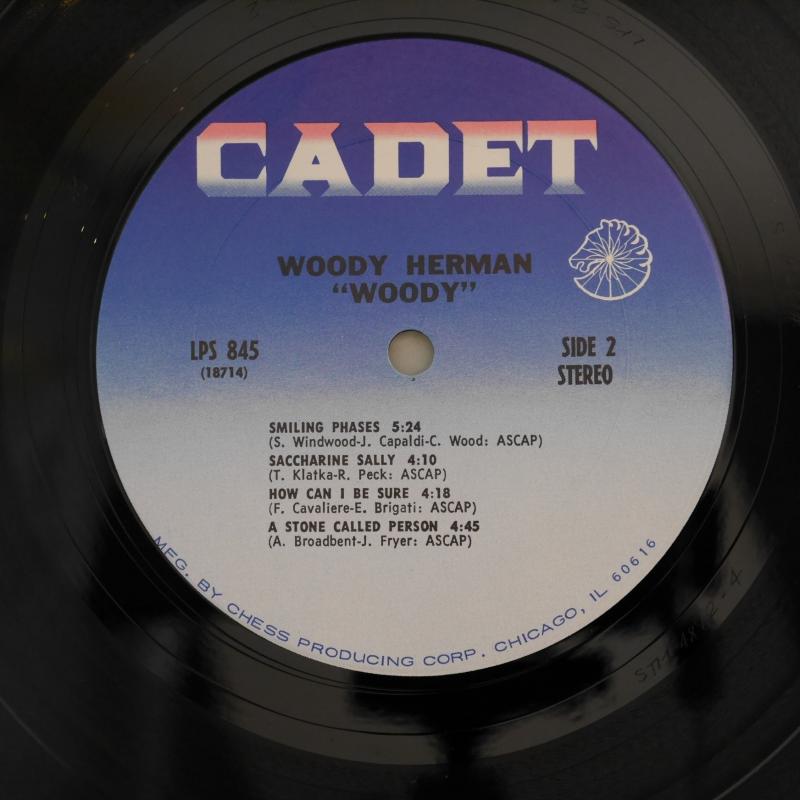 CADET
WOODY HERMAN
“WOODY”
LPS 845
(18714)
SIDE 2
STEREO
SMILING PHASES 5:24
(S. Windwood-J. Capaldi-C. Wood: ASCAP)
SACCHARINE SALLY 4:10
(T. Klatka-R. Peck: ASCAP)
HOW CAN I BE SURE 4:18
(F. Cavaliere-E. Brigati: ASCAP)
A STONE CALLED PERSON 4:45
(A. Broadbent-J. Fryer: ASCAP)
MFG. BY CHESS PRODUCING CORP. CHICAGO, IL 60616